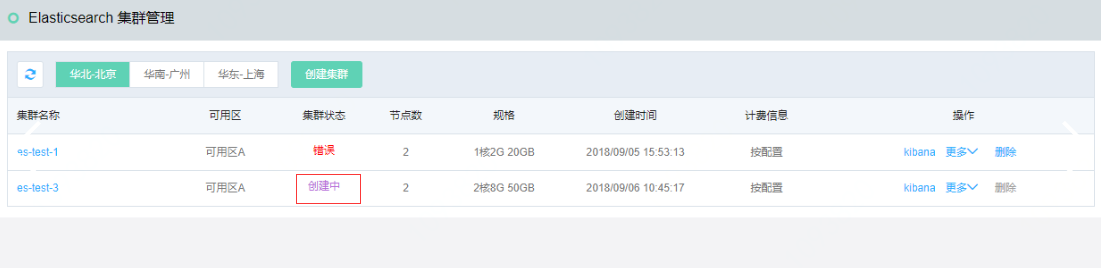 Elasticsearch 集群管理
华北-北京 华南-广州 华东-上海 创建集群
集群名称 可用区 集群状态 节点数 规格 创建时间 计费信息 操作
es-test-1 可用区A 错误 2 1核2G 20GB 2018/09/05 15:53:13 按配置 kibana 更多 删除
es-test-3 可用区A 创建中 2 2核8G 50GB 2018/09/06 10:45:17 按配置 kibana 更多 删除